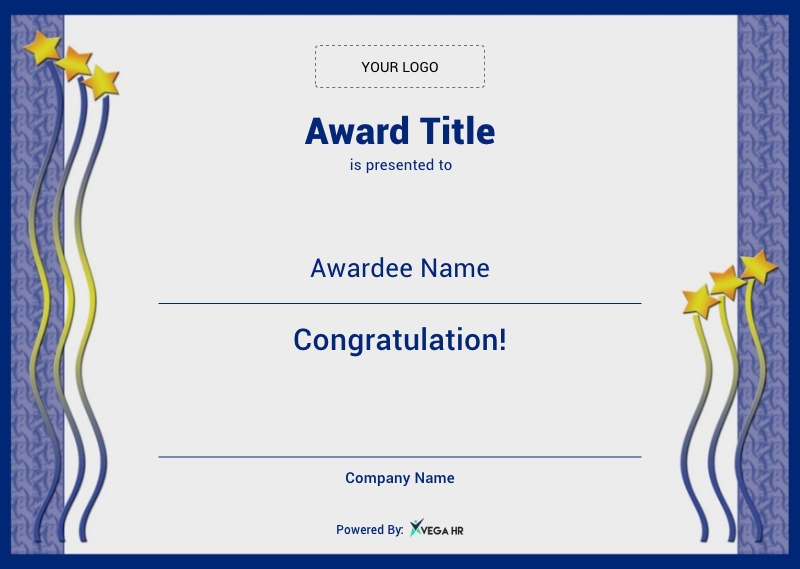 YOUR LOGO
Award Title
is presented to
Awardee Name
Congratulation!
Company Name
Powered By: VEGA HR